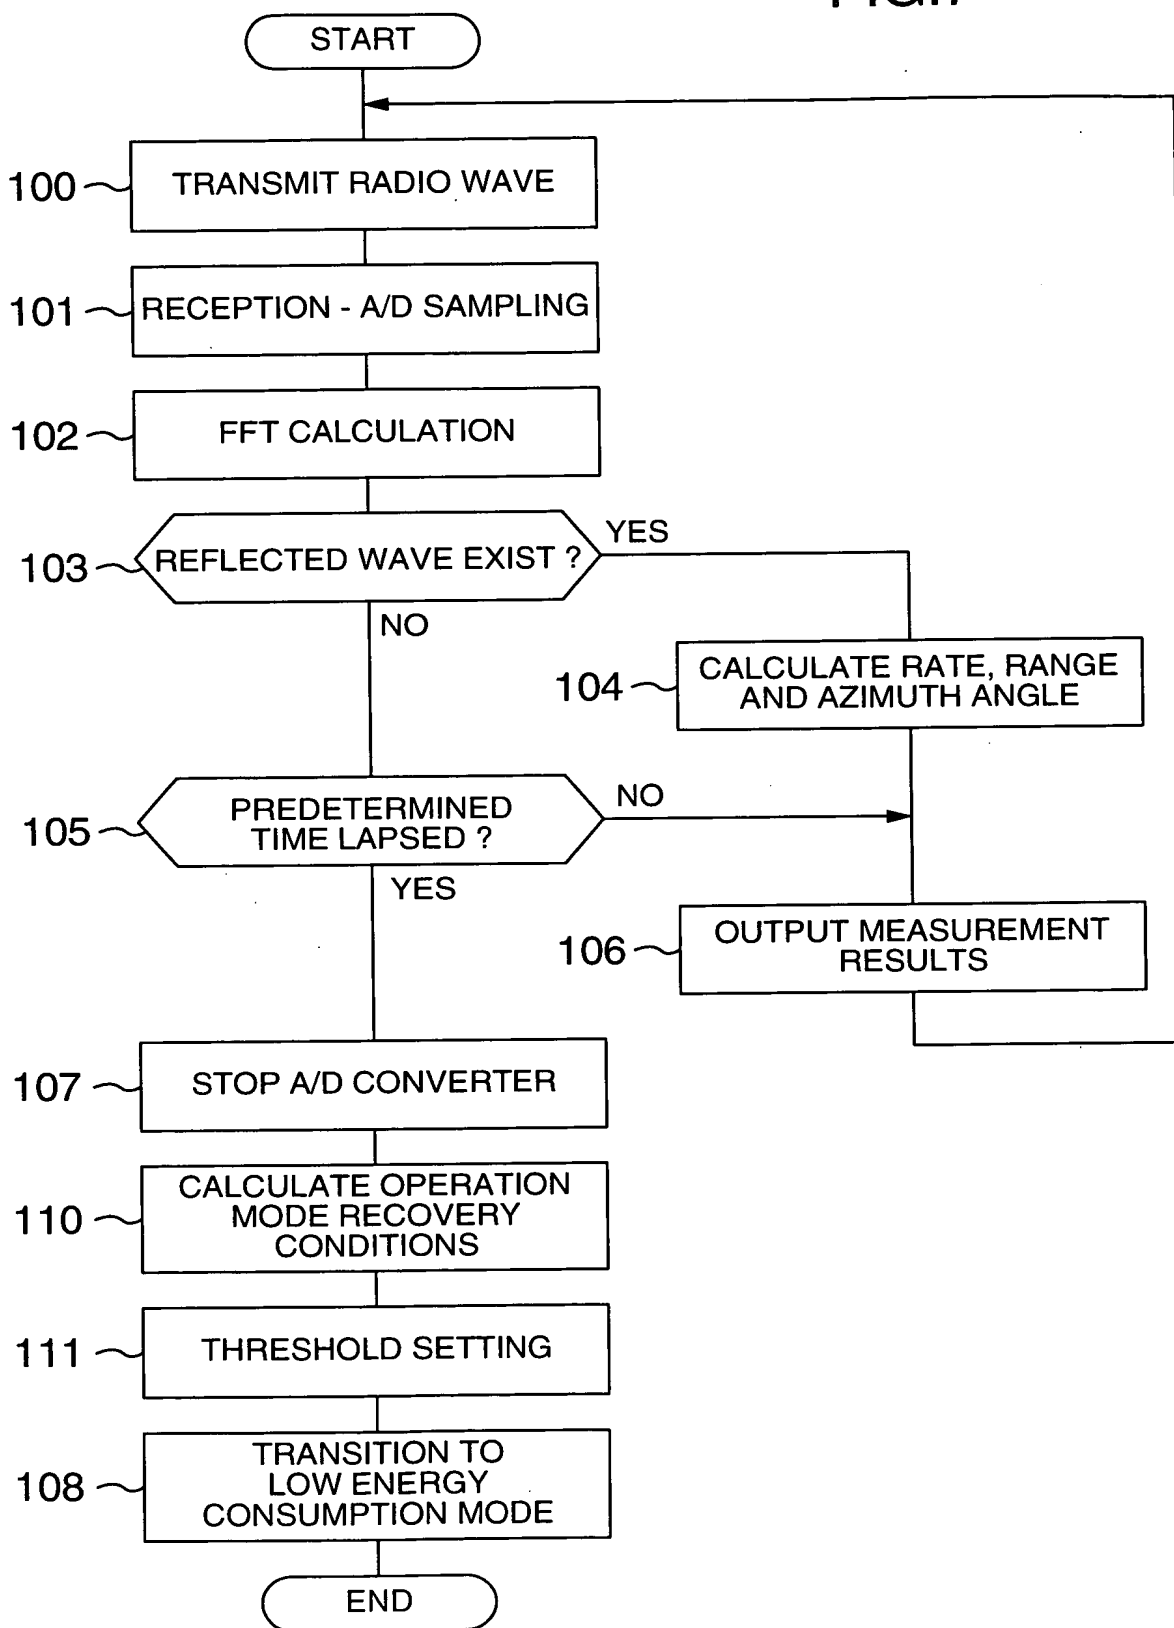 START
100
TRANSMIT RADIO WAVE
101
RECEPTION - A/D SAMPLING
102
FFT CALCULATION
103
REFLECTED WAVE EXIST ?
YES
NO
104
CALCULATE RATE, RANGE
AND AZIMUTH ANGLE
105
PREDETERMINED
TIME LAPSED ?
NO
YES
106
OUTPUT MEASUREMENT
RESULTS
107
STOP A/D CONVERTER
110
CALCULATE OPERATION
MODE RECOVERY
CONDITIONS
111
THRESHOLD SETTING
108
TRANSITION TO
LOW ENERGY
CONSUMPTION MODE
END